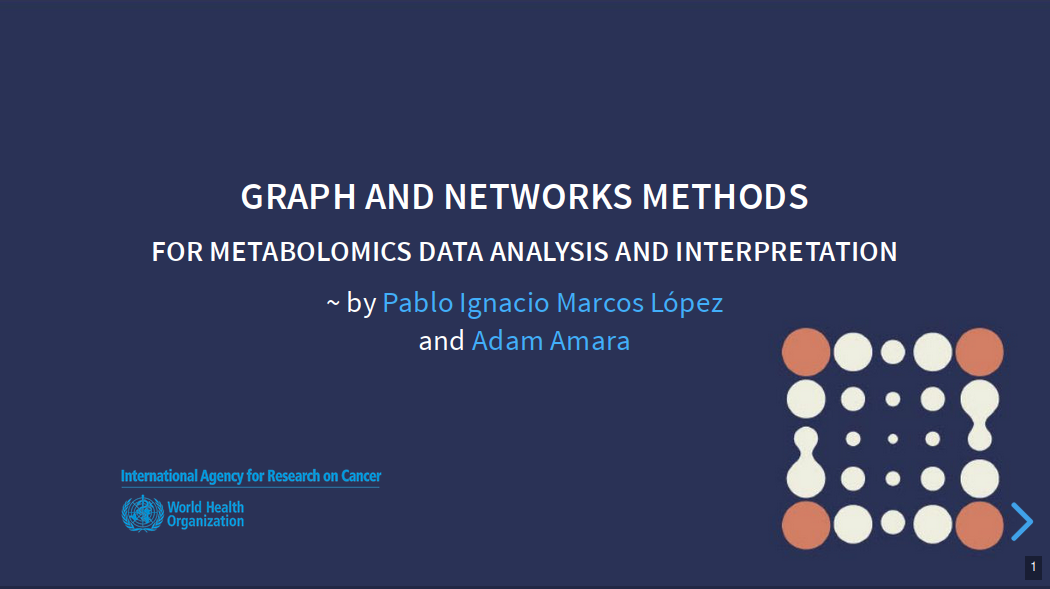 GRAPH AND NETWORKS METHODS
FOR METABOLOMICS DATA ANALYSIS AND INTERPRETATION
~ by Pablo Ignacio Marcos López
and Adam Amara
International Agency for Research on Cancer
World Health
Organization
1